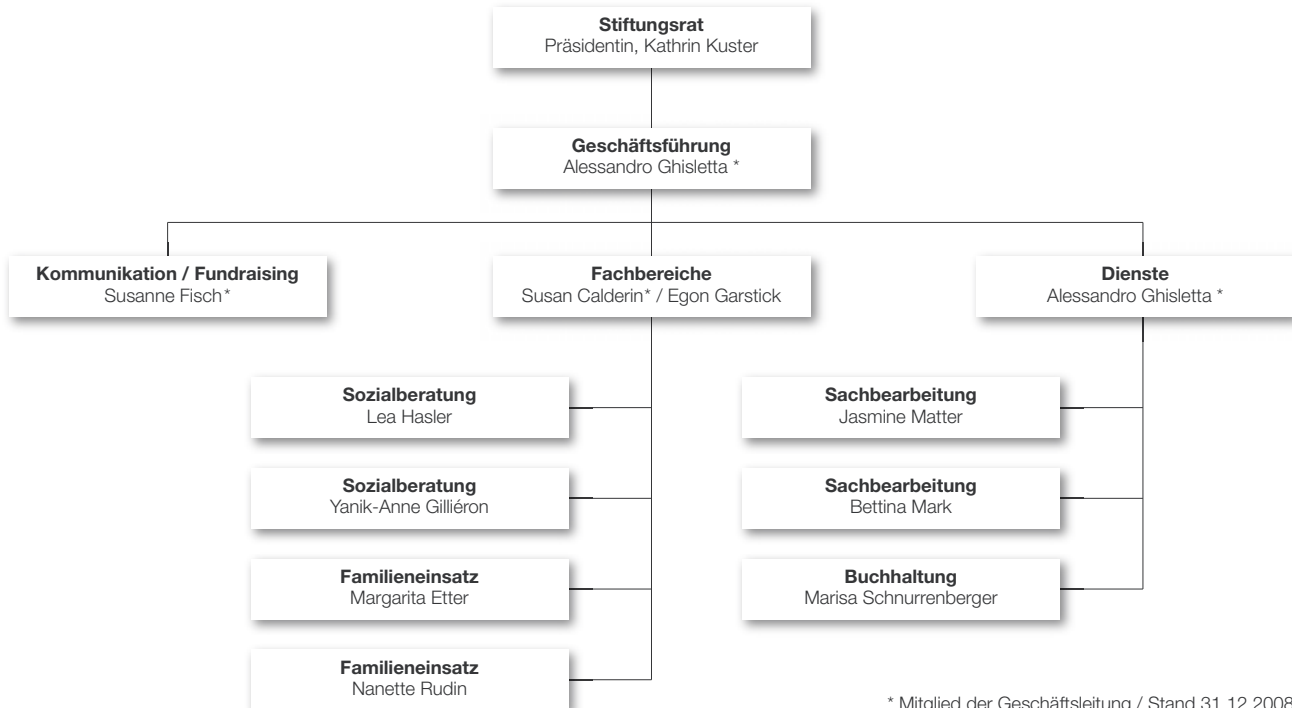 Stiftungsrat
Präsidentin, Kathrin Kuster
Geschäftsführung
Alessandro Ghisletta *
Kommunikation / Fundraising
Susanne Fisch*
Fachbereiche
Susan Calderin* / Egon Garstick
Dienste
Alessandro Ghisletta *
Sozialberatung
Lea Hasler
Sozialberatung
Yanik-Anne Gilliéron
Familieneinsatz
Margarita Etter
Familieneinsatz
Nanette Rudin
Sachbearbeitung
Jasmine Matter
Sachbearbeitung
Bettina Mark
Buchhaltung
Marisa Schnurrenberger
* Mitglied der Geschäftsleitung / Stand 31.12.2008